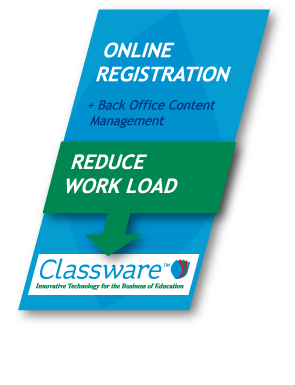 ONLINE
REGISTRATION
+ Back Office Content
Management
REDUCE
WORK LOAD
Classware™
Innovative Technology for the Business of Education